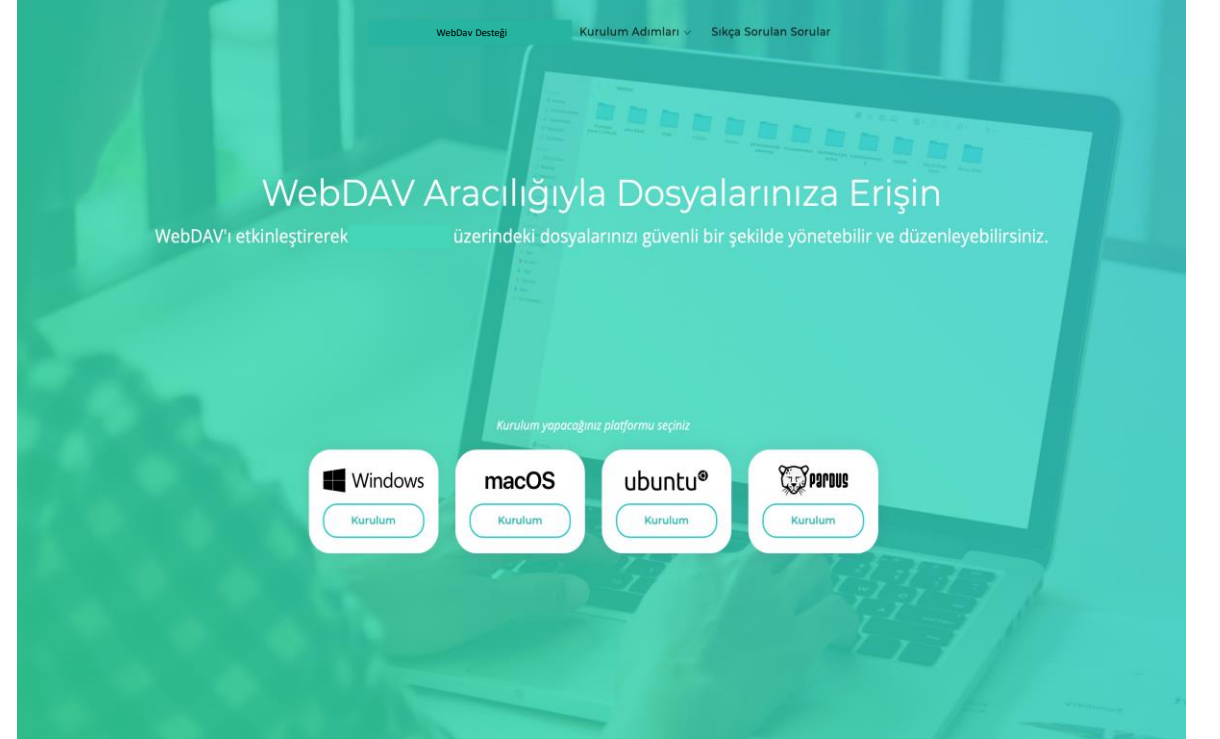 WebDav Desteği
Kurulum Adımları
Sıkça Sorulan Sorular
WebDAV Aracılığıyla Dosyalarınıza Erişin
WebDAV'ı etkinleştirerek üzerindeki dosyalarınızı güvenli bir şekilde yönetebilir ve düzenleyebilirsiniz.
Kurulum yapacağınız platformu seçiniz
Windows
macOS
ubuntu
PARDUS
Kurulum
Kurulum
Kurulum
Kurulum